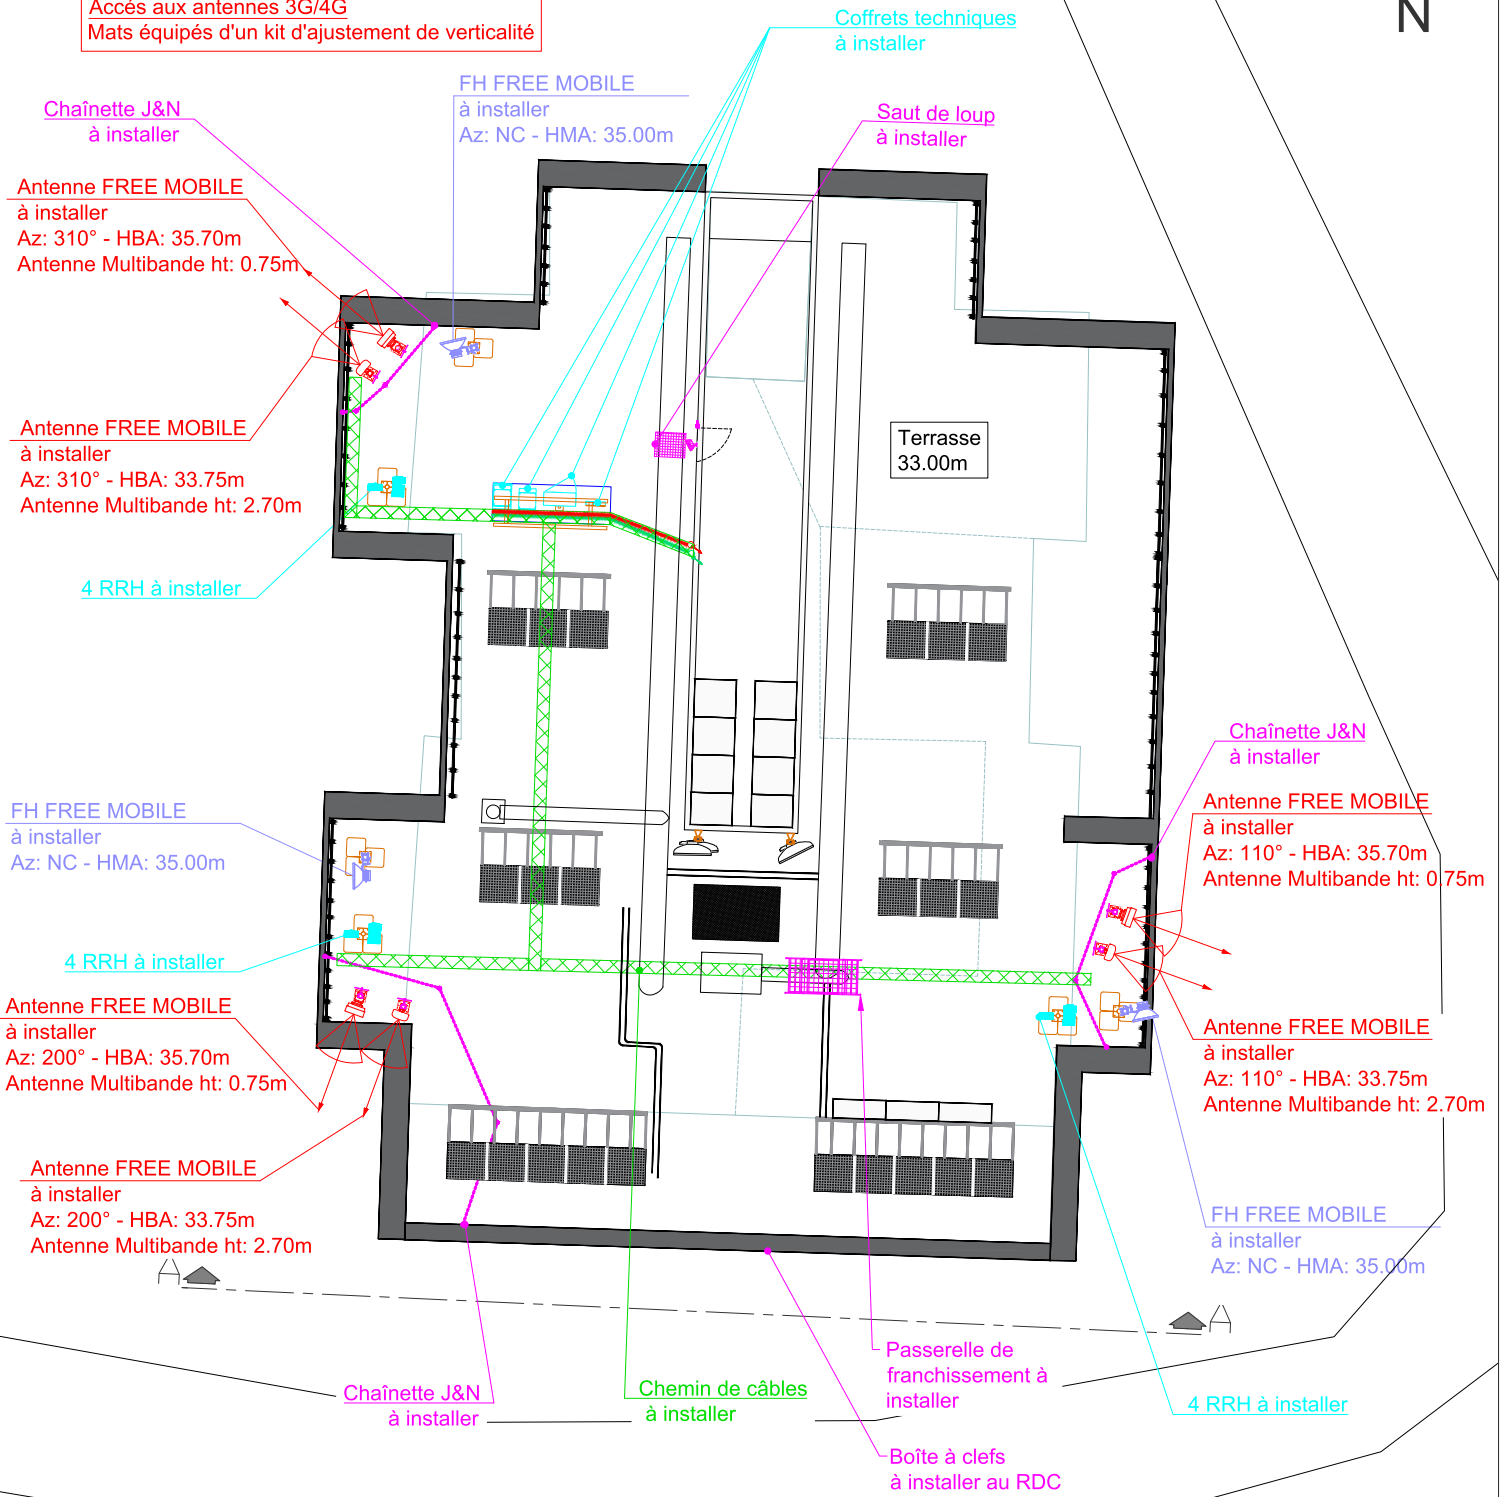 Accés aux antennes 3G/4G
Mats équipés d'un kit d'ajustement de verticalité
N
Coffrets techniques
à installer
FH FREE MOBILE
à installer
Az: NC - HMA: 35.00m
Chaînette J&N
à installer
Saut de loup
à installer
Antenne FREE MOBILE
à installer
Az: 310° - HBA: 35.70m
Antenne Multibande ht: 0.75m
Antenne FREE MOBILE
à installer
Az: 310° - HBA: 33.75m
Antenne Multibande ht: 2.70m
Terrasse
33.00m
4 RRH à installer
Chaînette J&N
à installer
FH FREE MOBILE
à installer
Az: NC - HMA: 35.00m
Antenne FREE MOBILE
à installer
Az: 110° - HBA: 35.70m
Antenne Multibande ht: 0.75m
4 RRH à installer
Antenne FREE MOBILE
à installer
Az: 200° - HBA: 35.70m
Antenne Multibande ht: 0.75m
Antenne FREE MOBILE
à installer
Az: 110° - HBA: 33.75m
Antenne Multibande ht: 2.70m
Antenne FREE MOBILE
à installer
Az: 200° - HBA: 33.75m
Antenne Multibande ht: 2.70m
FH FREE MOBILE
à installer
Az: NC - HMA: 35.00m
A
A
Passerelle de
franchissement à
installer
Chaînette J&N
à installer
Chemin de câbles
à installer
4 RRH à installer
Boîte à clefs
à installer au RDC